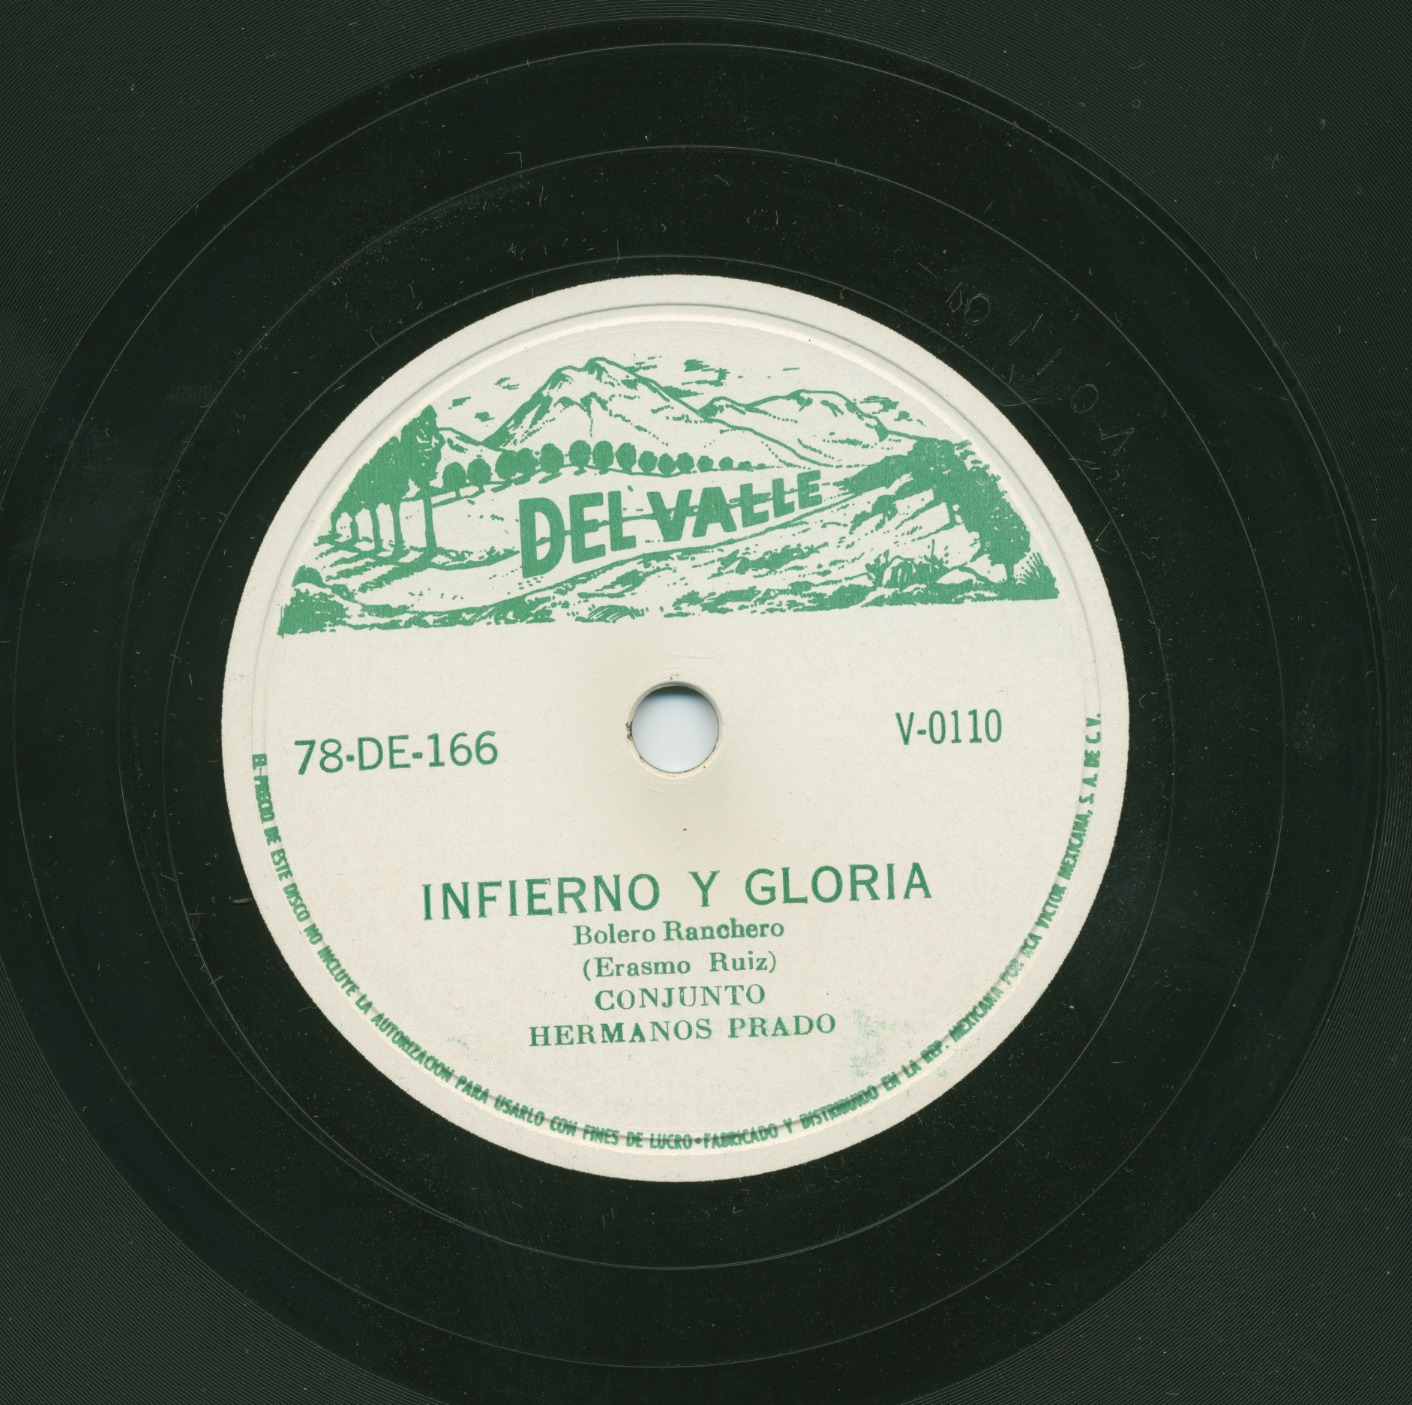 DEL VALLE
78-DE-166
V-0110
INFIERNO Y GLORIA
Bolero Ranchero
(Erasmo Ruiz)
CONJUNTO
HERMANOS PRADO
EL PRECIO DE ESTE DISCO NO INCLUYE LA AUTORIZACION PARA USARLO CON FINES DE LUCRO•FABRICADO Y DISTRIBUIDO EN LA REP. MEXICANA POR RCA VICTOR MEXICANA, S. A. DE C.V.